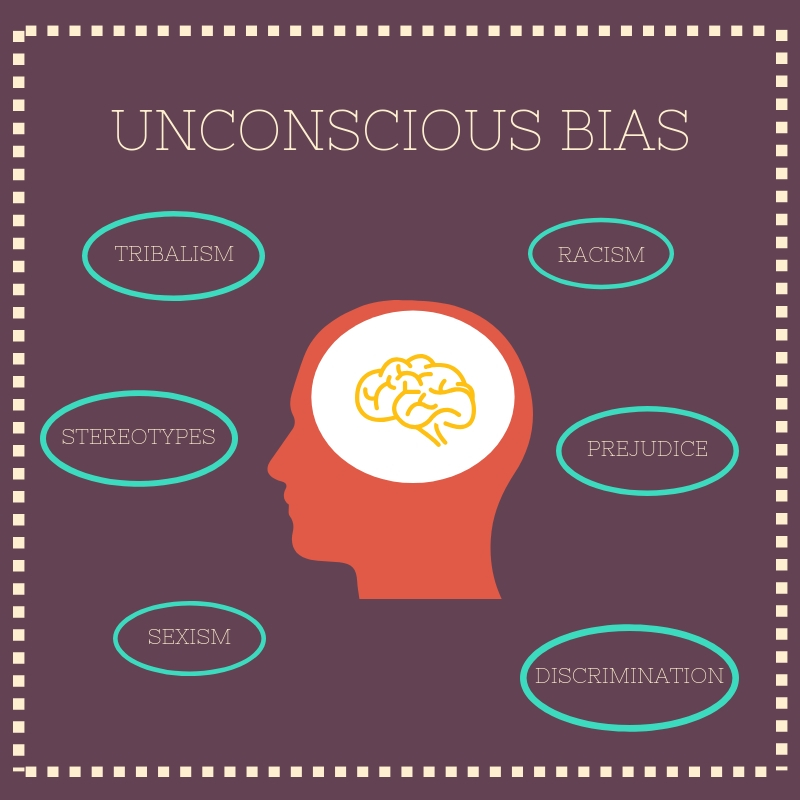 UNCONSCIOUS BIAS
TRIBALISM
RACISM
STEREOTYPES
PREJUDICE
SEXISM
DISCRIMINATION